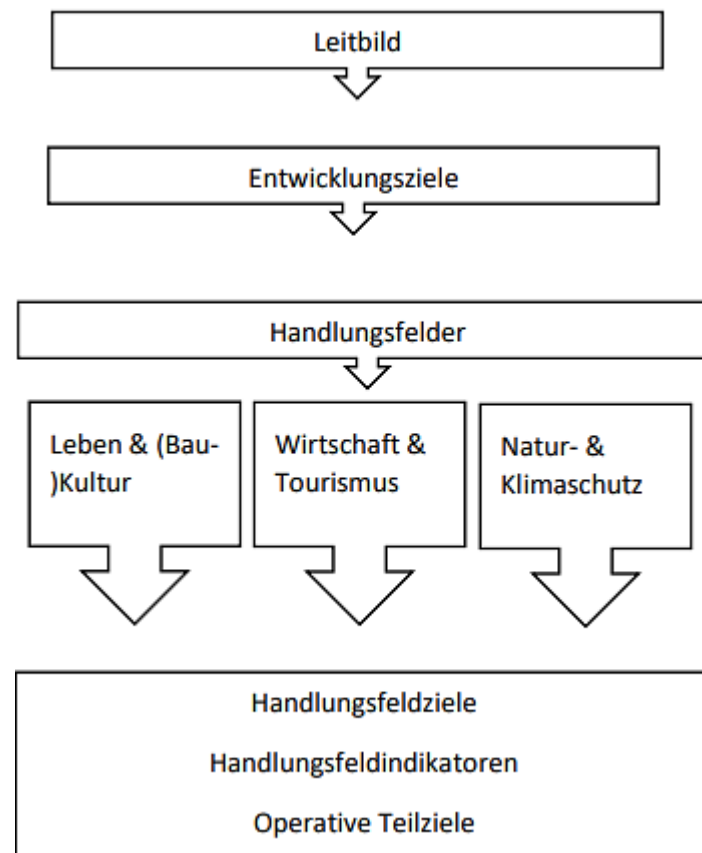 Leitbild
Entwicklungsziele
Handlungsfelder
Leben & (Bau-
)Kultur
Wirtschaft &
Tourismus
Natur- &
Klimaschutz
Handlungsfeldziele
Handlungsfeldindikatoren
Operative Teilziele